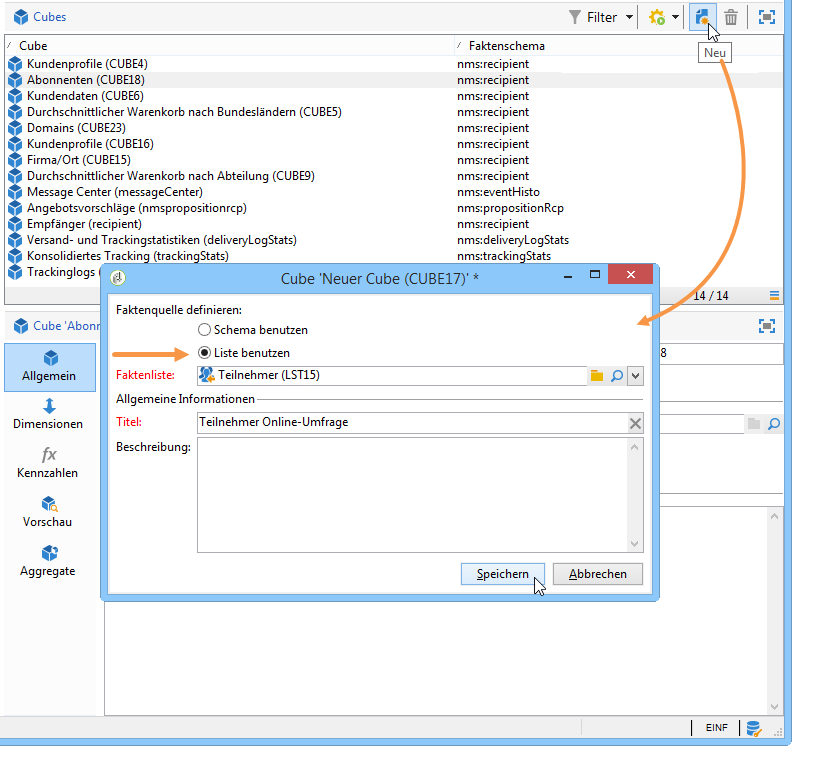 Cubes
Filter
Neu
Cube Faktenschema
Kundenprofile (CUBE4) nms:recipient
Abonnenten (CUBE18) nms:recipient
Kundendaten (CUBE6) nms:recipient
Durchschnittlicher Warenkorb nach Bundesländern (CUBE5) nms:recipient
Domains (CUBE23) nms:recipient
Kundenprofile (CUBE16) nms:recipient
Firma/Ort (CUBE15) nms:recipient
Durchschnittlicher Warenkorb nach Abteilung (CUBE9) nms:recipient
Message Center (messageCenter) nms:eventHisto
Angebotsvorschläge (nmspropositionrcp) nms:propositionRcp
Empfänger (recipient) nms:recipient
Versand- und Trackingstatistiken (deliveryLogStats) nms:deliveryLogStats
Konsolidiertes Tracking (trackingStats) nms:trackingStats
Trackinglogs (
14 / 14
Cube 'Abonn
8
Allgemein
Dimensionen
fx
Kennzahlen
Vorschau
Aggregate
Cube 'Neuer Cube (CUBE17)' *
Faktenquelle definieren:
Schema benutzen
Liste benutzen
Faktenliste: Teilnehmer (LST15)
Allgemeine Informationen
Titel: Teilnehmer Online-Umfrage
Beschreibung:
Speichern Abbrechen
EINF